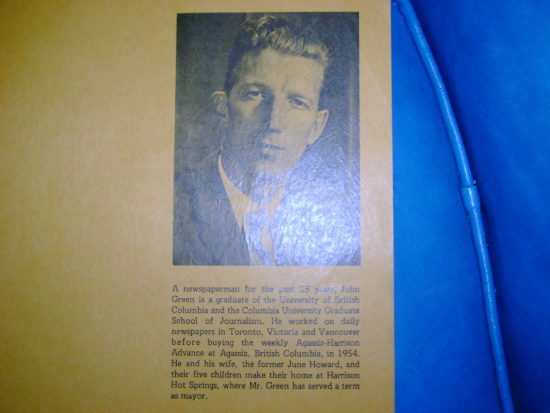 A newspaperman for the past 25 years, John
Green is a graduate of the University of British
Columbia and the Columbia University Graduate
School of Journalism. He worked on daily
newspapers in Toronto, Victoria and Vancouver
before buying the weekly Agassiz-Harrison
Advance at Agassiz, British Columbia, in 1954.
He and his wife, the former June Howard, and
their five children make their home at Harrison
Hot Springs, where Mr. Green has served a term
as mayor.